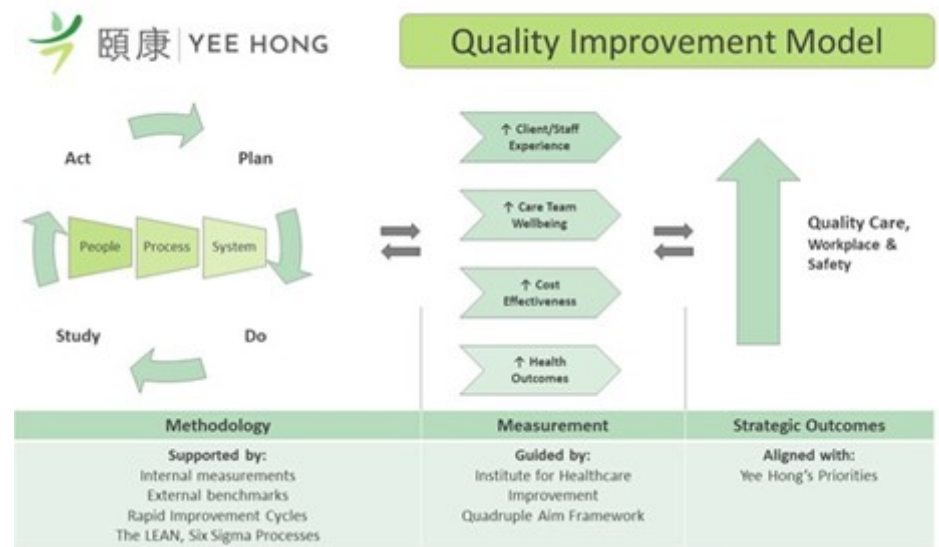 頤康 | YEE HONG
Quality Improvement Model
Act
Plan
People
Process
System
Study
Do
↑ Client/Staff
Experience
↑ Care Team
Wellbeing
↑ Cost
Effectiveness
↑ Health
Outcomes
Quality Care,
Workplace &
Safety
Methodology
Supported by:
Internal measurements
External benchmarks
Rapid Improvement Cycles
The LEAN, Six Sigma Processes
Measurement
Guided by:
Institute for Healthcare
Improvement
Quadruple Aim Framework
Strategic Outcomes
Aligned with:
Yee Hong's Priorities